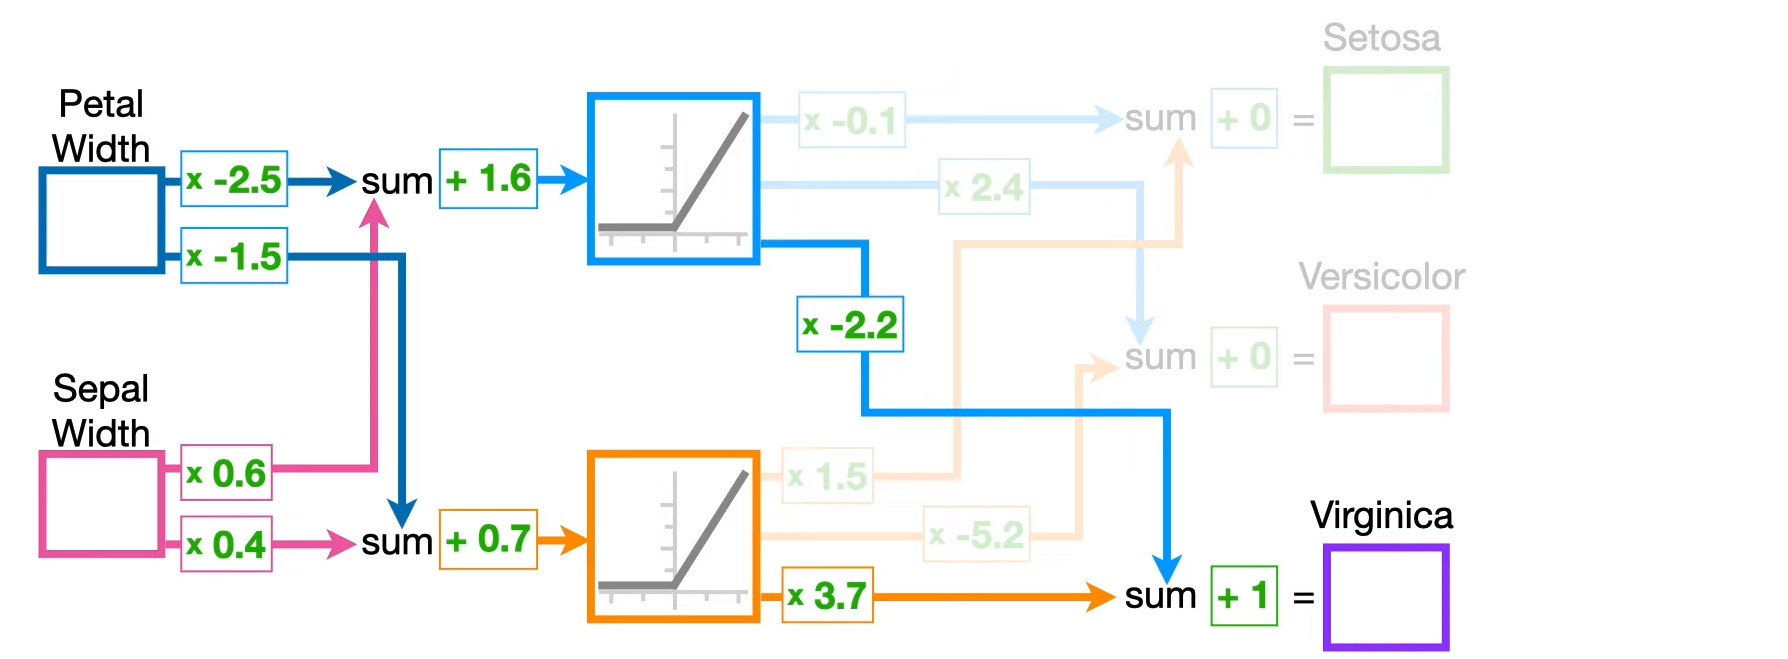 Setosa
Petal
Width
x -0.1
sum
+ 0
=
x -2.5
sum
+ 1.6
x 2.4
x -1.5
Versicolor
x -2.2
sum
+ 0
=
Sepal
Width
x 0.6
x 1.5
Virginica
x 0.4
sum
+ 0.7
x -5.2
x 3.7
sum
+ 1
=